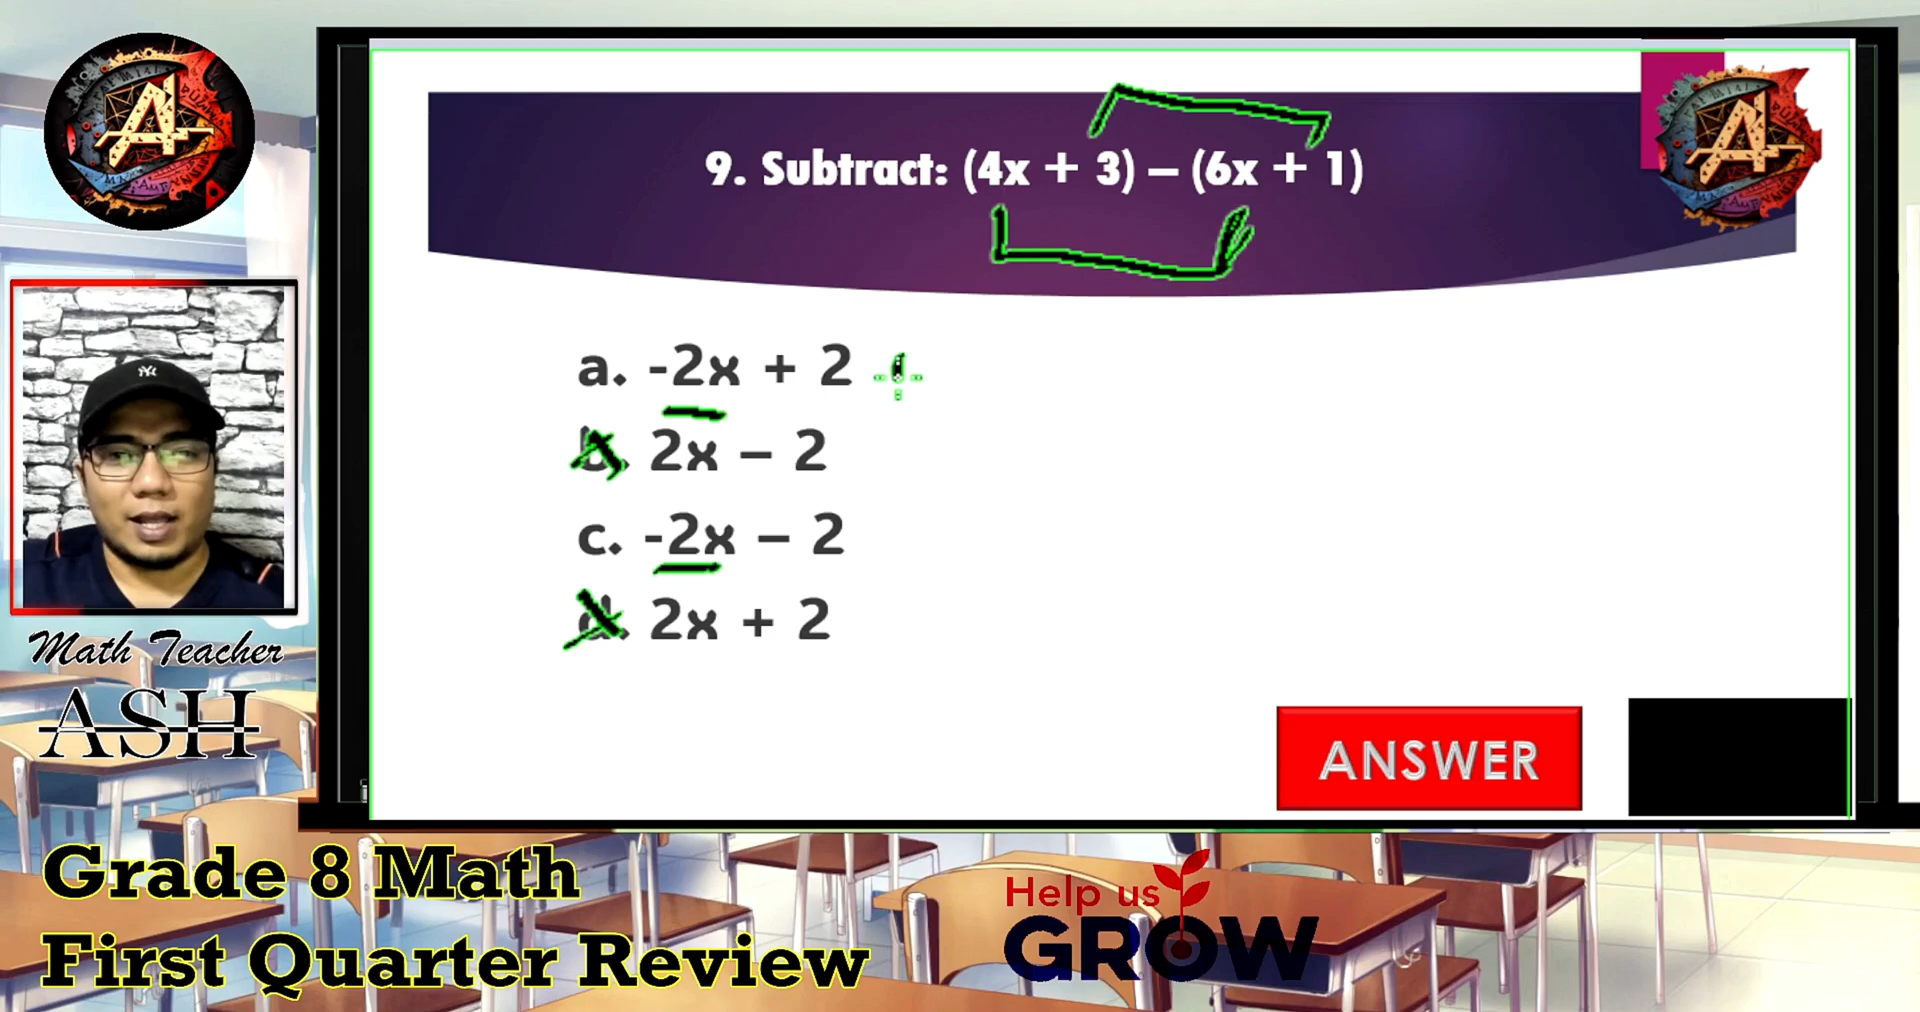 9. Subtract: (4x + 3) – (6x + 1)
a. -2x + 2
b. 2x – 2
c. -2x – 2
d. 2x + 2
ANSWER
Math Teacher
ASH
Grade 8 Math
First Quarter Review
Help us
GROW